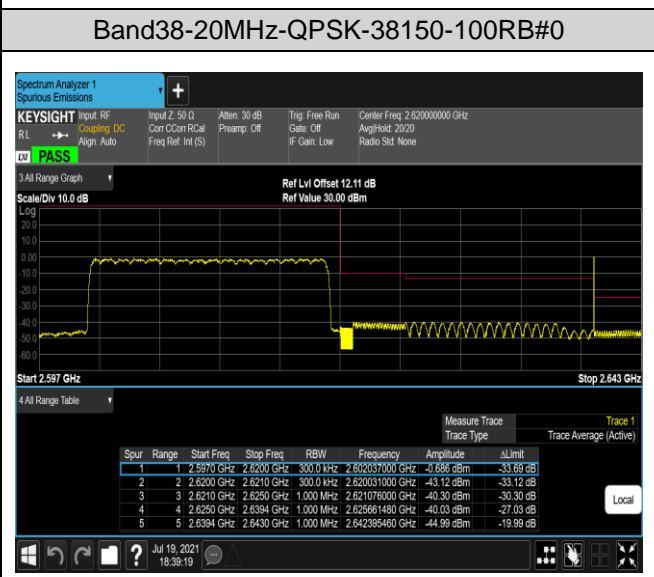 Band38-20MHz-QPSK-38150-100RB#0
Spectrum Analyzer 1
Spurious Emissions
KEYSIGHT
RL
Input: RF
Coupling: DC
Align: Auto
Input Z: 50 Ω
Corr CCorr RCal
Freq Ref: Int (S)
Atten: 30 dB
Preamp: Off
Trig: Free Run
Gate: Off
IF Gain: Low
Center Freq: 2.620000000 GHz
Avg|Hold: 20/20
Radio Std: None
LXI PASS
3 All Range Graph
Ref Lvl Offset 12.11 dB
Scale/Div 10.0 dB
Ref Value 30.00 dBm
Log
20.0
10.0
0.00
-10.0
-20.0
-30.0
-40.0
-50.0
-60.0
Start 2.597 GHz
Stop 2.643 GHz
4 All Range Table
Measure Trace Trace 1
Trace Type Trace Average (Active)
Spur Range Start Freq Stop Freq RBW Frequency Amplitude ΔLimit
1 1 2.5970 GHz 2.6200 GHz 300.0 kHz 2.602037000 GHz -0.686 dBm -33.69 dB
2 2 2.6200 GHz 2.6210 GHz 300.0 kHz 2.620031000 GHz -43.12 dBm -33.12 dB
3 3 2.6210 GHz 2.6250 GHz 1.000 MHz 2.621076000 GHz -40.30 dBm -30.30 dB
4 4 2.6250 GHz 2.6394 GHz 1.000 MHz 2.625661480 GHz -40.03 dBm -27.03 dB
5 5 2.6394 GHz 2.6430 GHz 1.000 MHz 2.642395460 GHz -44.99 dBm -19.99 dB
Local
Jul 19, 2021
18:39:19